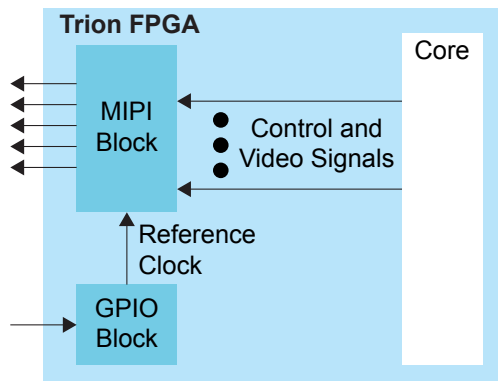 Trion FPGA
Core
MIPI
Block
Control and
Video Signals
Reference
Clock
GPIO
Block